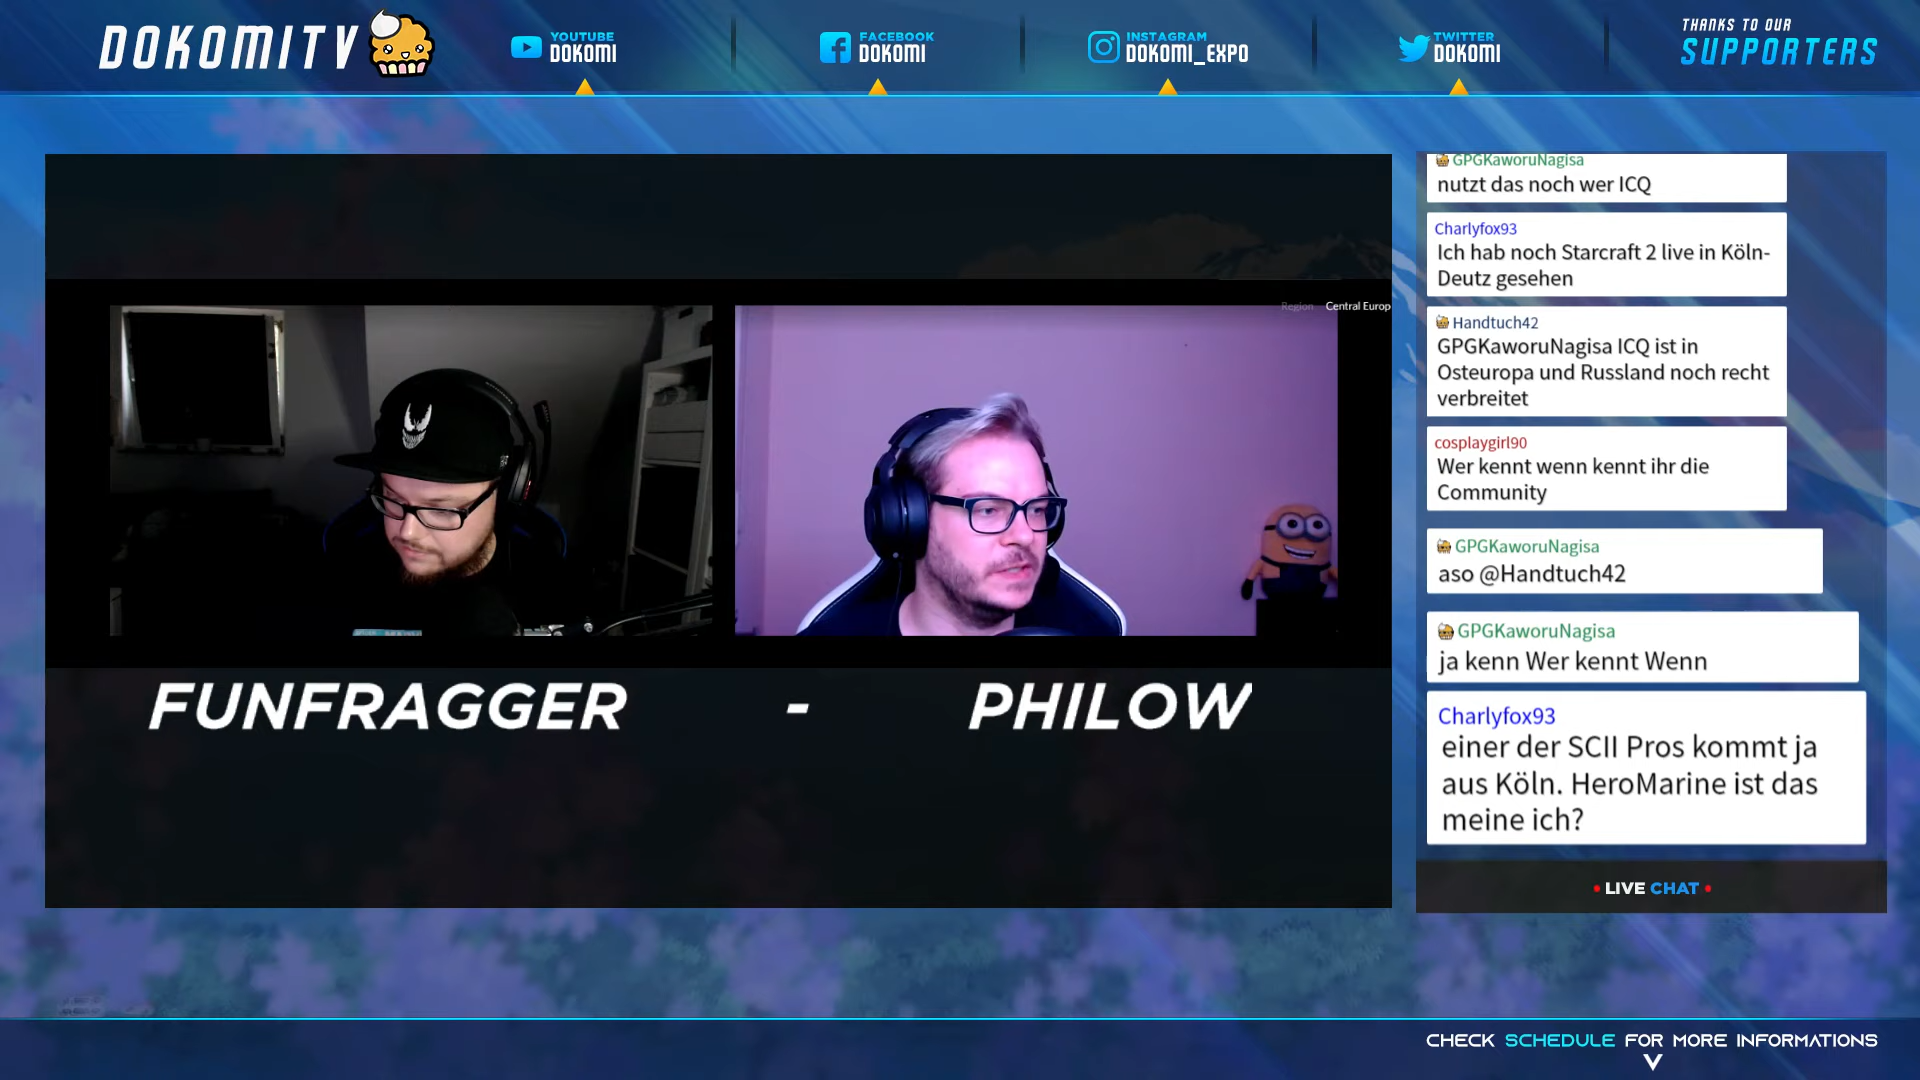 DOKOMITV
YOUTUBE
DOKOMI
FACEBOOK
DOKOMI
INSTAGRAM
DOKOMI_EXPO
TWITTER
DOKOMI
THANKS TO OUR
SUPPORTERS
Region Central Europ
FUNFRAGGER - PHILOW
GPGKaworuNagisa
nutzt das noch wer ICQ
Charlyfox93
Ich hab noch Starcraft 2 live in Köln-
Deutz gesehen
Handtuch42
GPGKaworuNagisa ICQ ist in
Osteuropa und Russland noch recht
verbreitet
cosplaygirl90
Wer kennt wenn kennt ihr die
Community
GPGKaworuNagisa
aso @Handtuch42
GPGKaworuNagisa
ja kenn Wer kennt Wenn
Charlyfox93
einer der SCII Pros kommt ja
aus Köln. HeroMarine ist das
meine ich?
• LIVE CHAT •
CHECK SCHEDULE FOR MORE INFORMATIONS